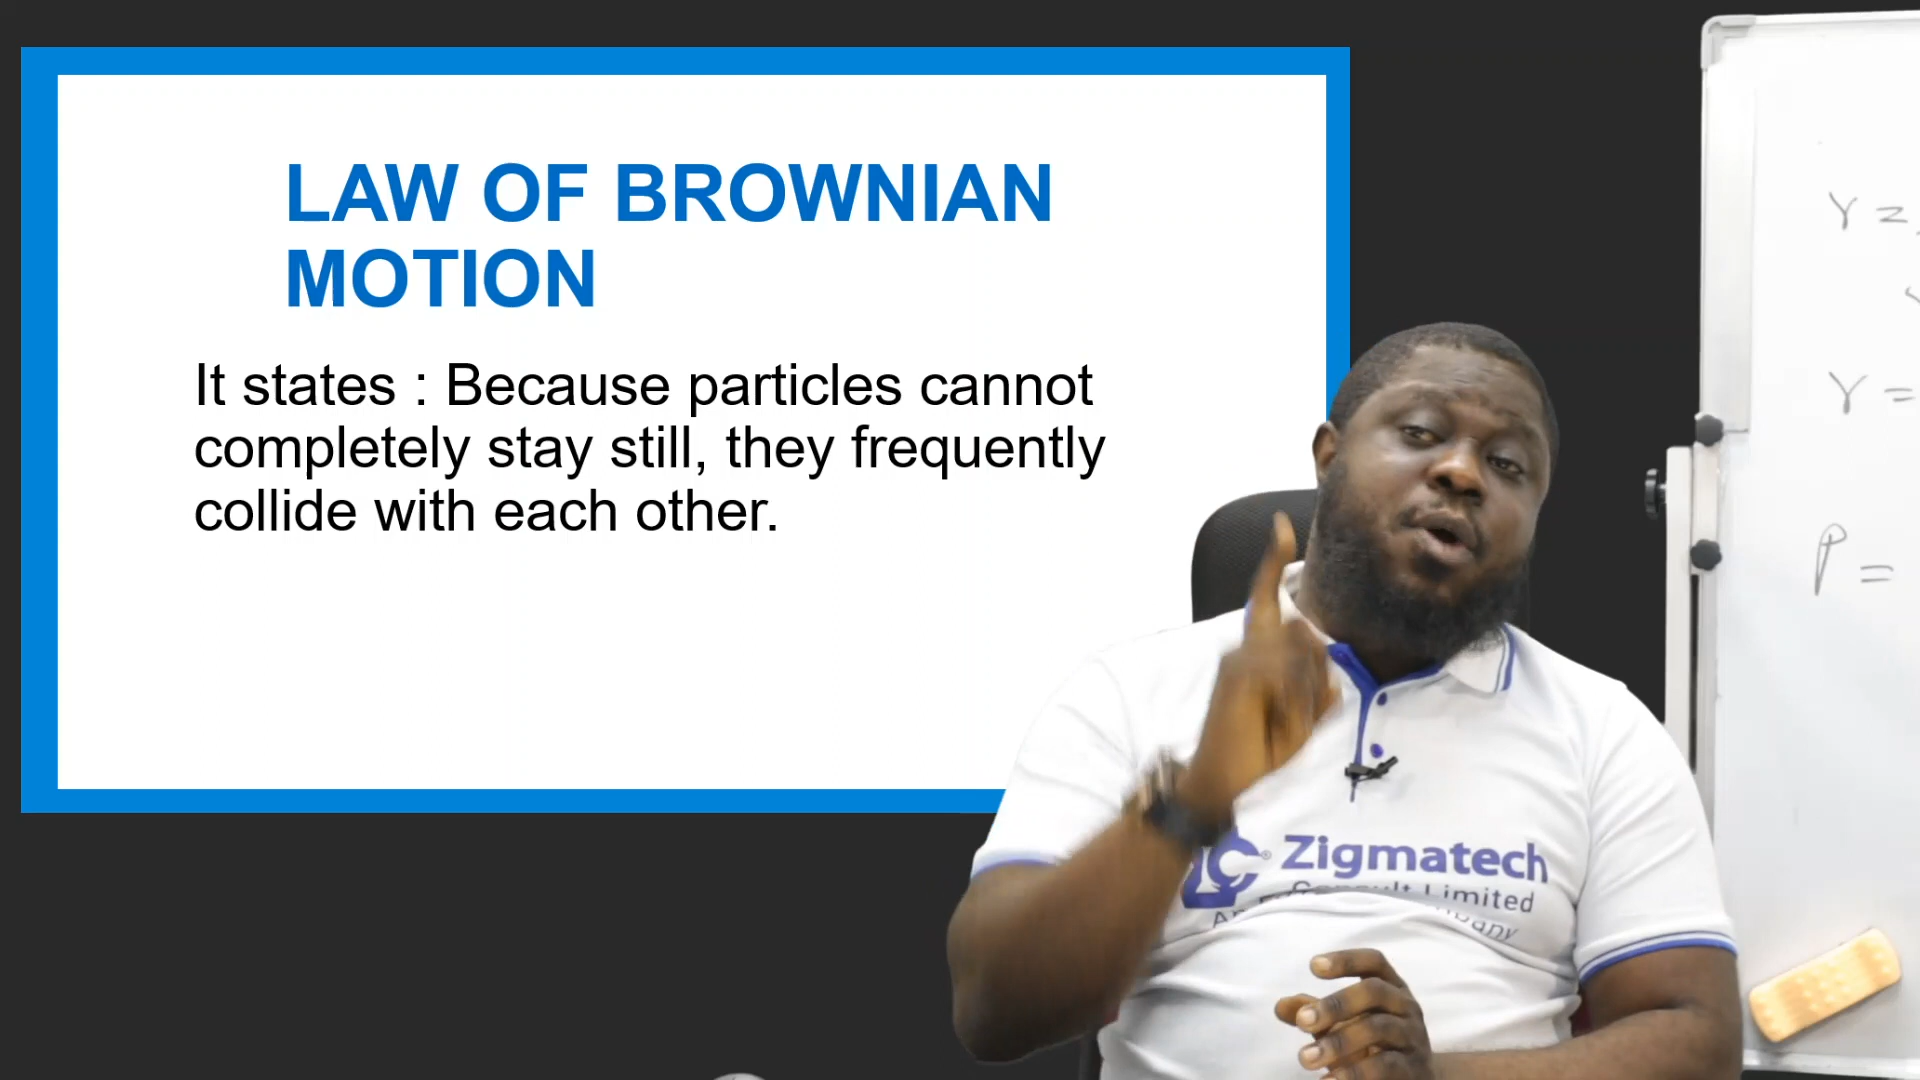 LAW OF BROWNIAN
MOTION
It states : Because particles cannot
completely stay still, they frequently
collide with each other.
Y =
Y =
P =
Zigmatech
Limited